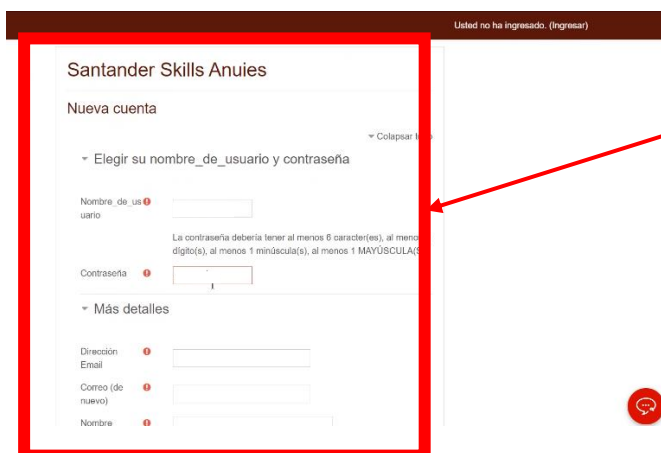 Usted no ha ingresado. (Ingresar)
Santander Skills Anuies
Nueva cuenta
Colapsar
Elegir su nombre_de_usuario y contraseña
Nombre_de_us
uario
La contraseña debería tener al menos 6 caracter(es), al
dígito(s), al menos 1 minúscula(s), al menos 1
Contraseña
Más detalles
Dirección
Email
Correo (de
nuevo)
Nombre